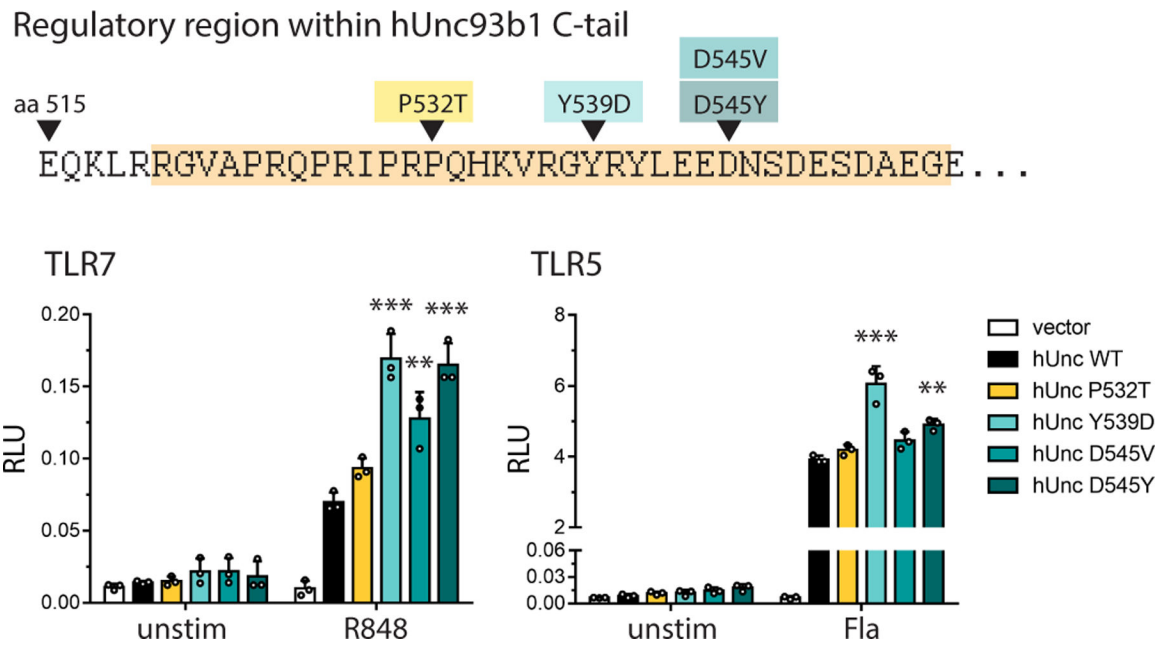 Regulatory region within hUnc93b1 C-tail
D545V
aa 515 P532T Y539D D545Y
EQKLRRGVAPRQPRIPRPQHKVRGYRYLEEDNSDESDAEGE...
TLR7 TLR5
*** *** ** *** **
0.20
0.15
0.10
0.05
0.00
RLU
unstim R848
8
6
4
2
0.06
0.03
0.00
RLU
unstim Fla
vector
hUnc WT
hUnc P532T
hUnc Y539D
hUnc D545V
hUnc D545Y